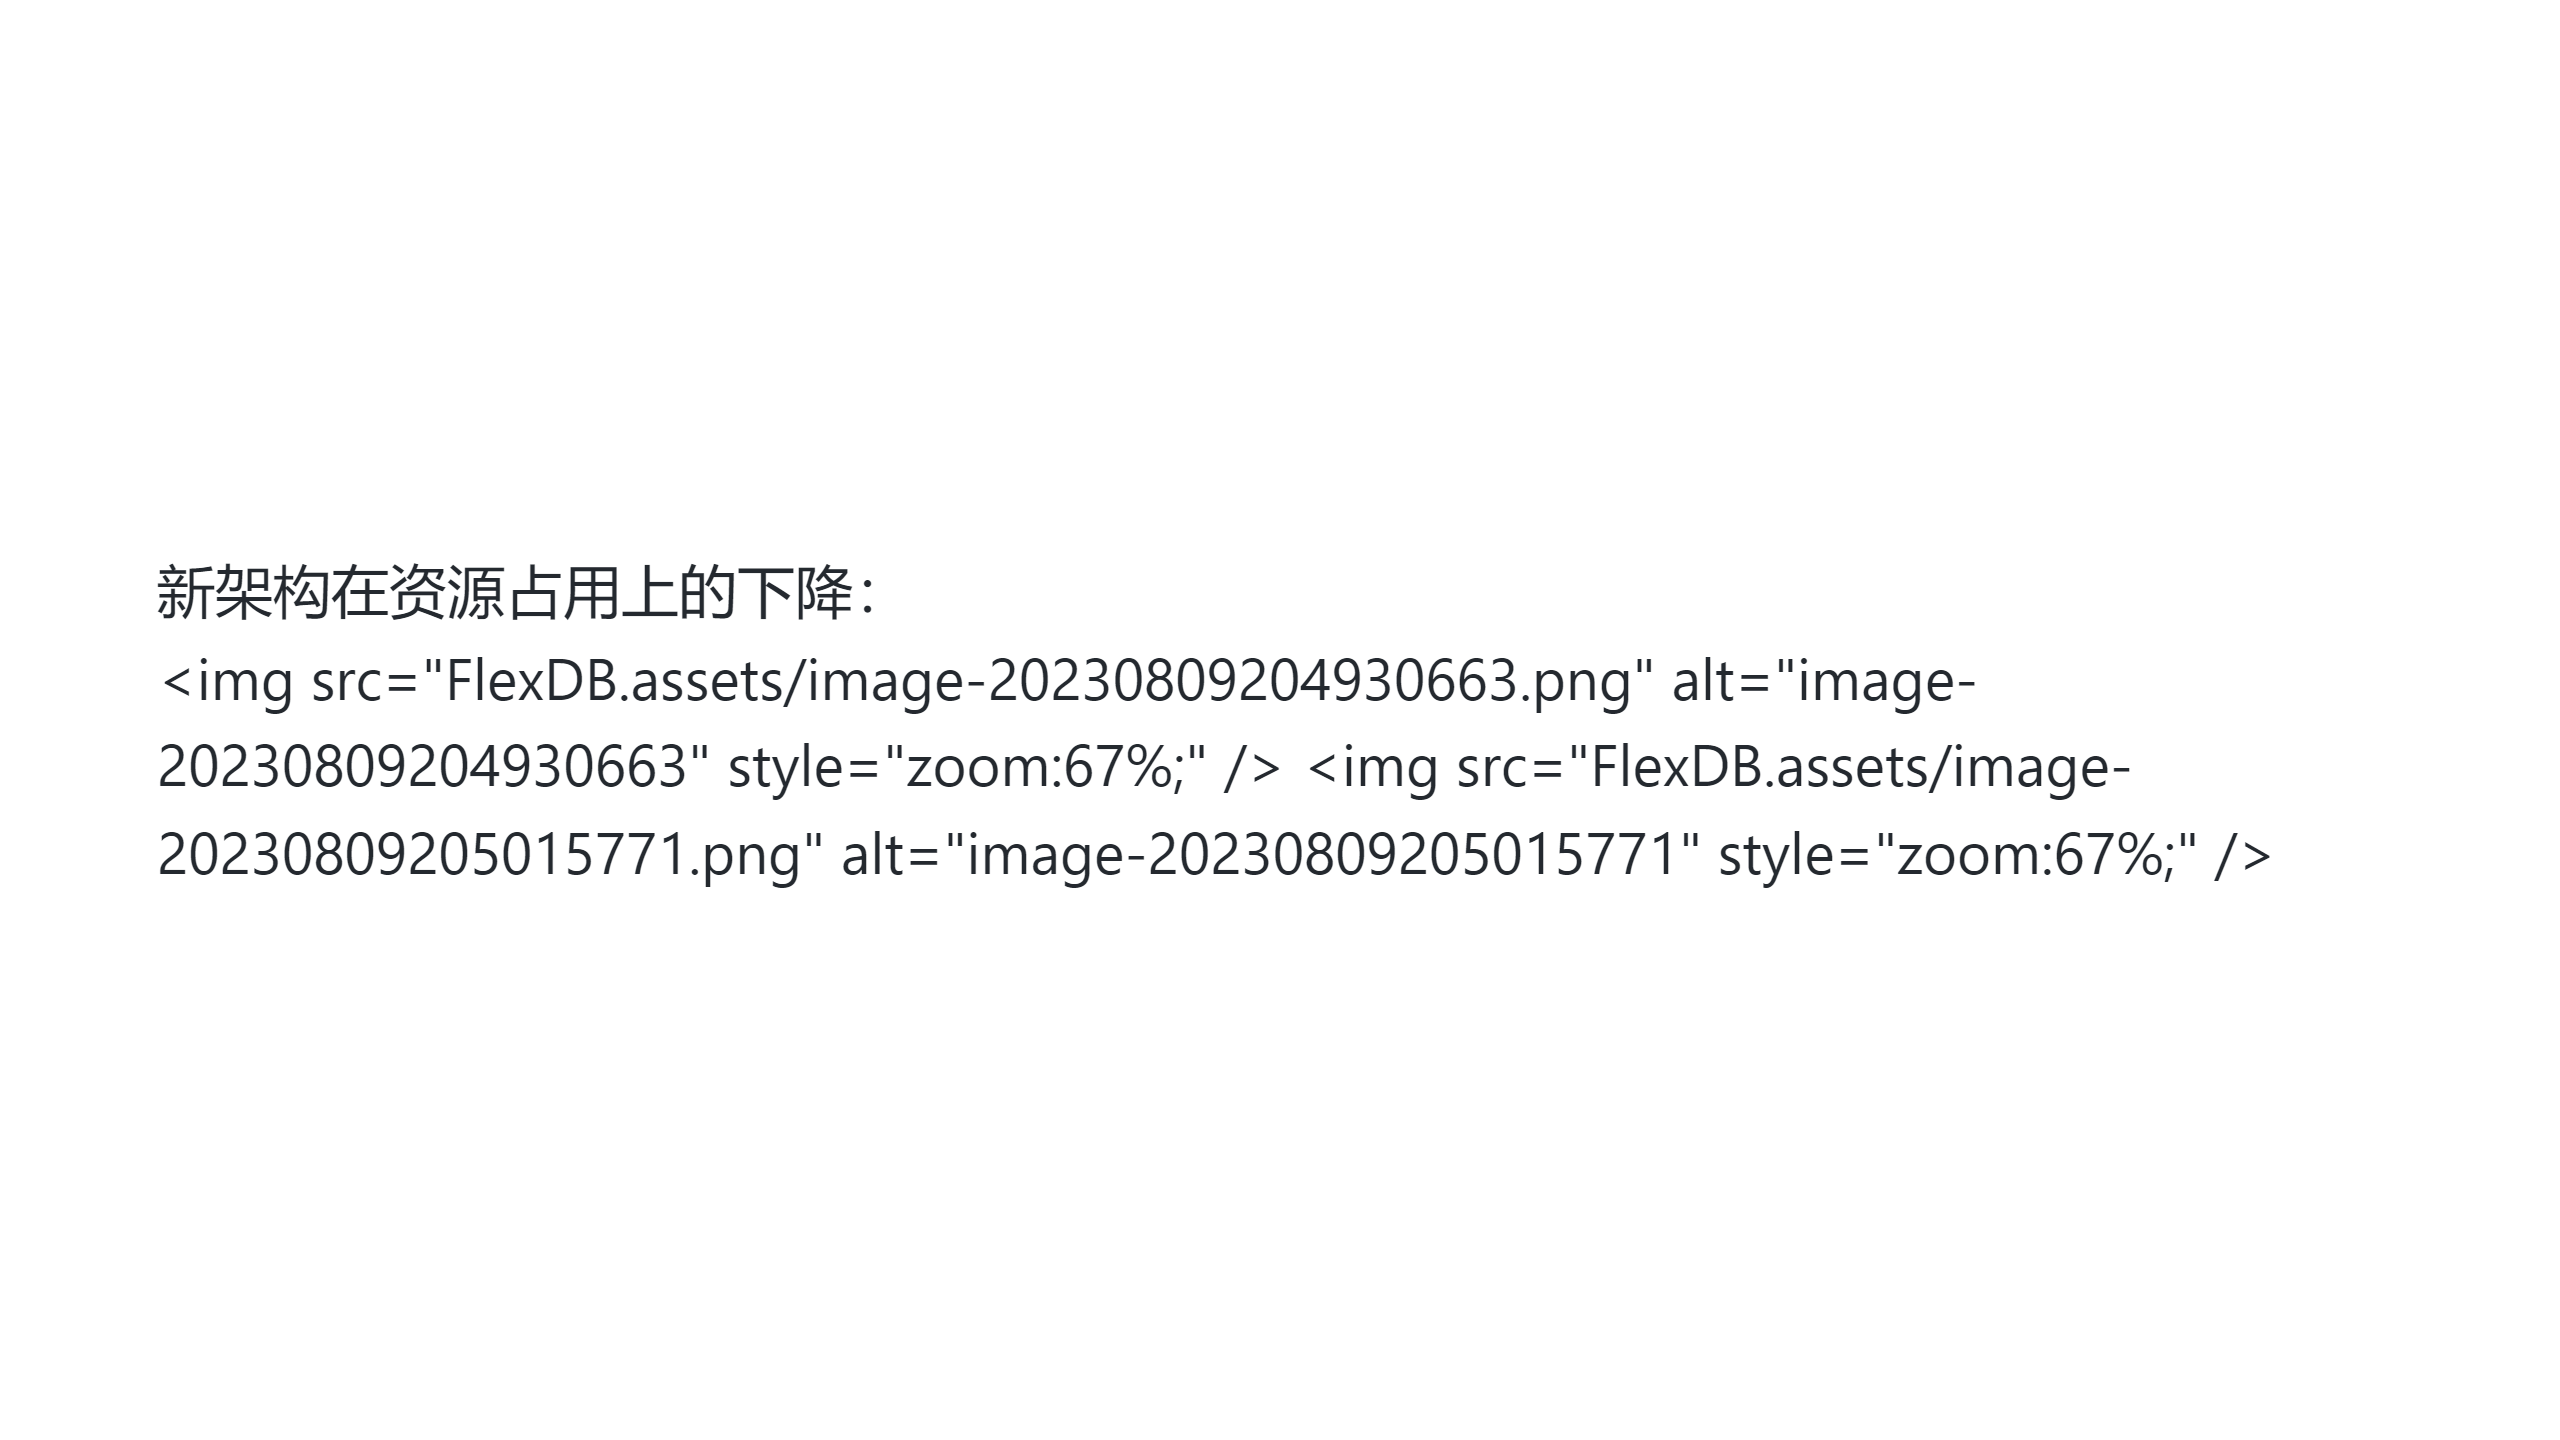 新架构在资源占用上的下降：
<img src="FlexDB.assets/image-20230809204930663.png" alt="image-
20230809204930663" style="zoom:67%;" /> <img src="FlexDB.assets/image-
20230809205015771.png" alt="image-20230809205015771" style="zoom:67%;" />